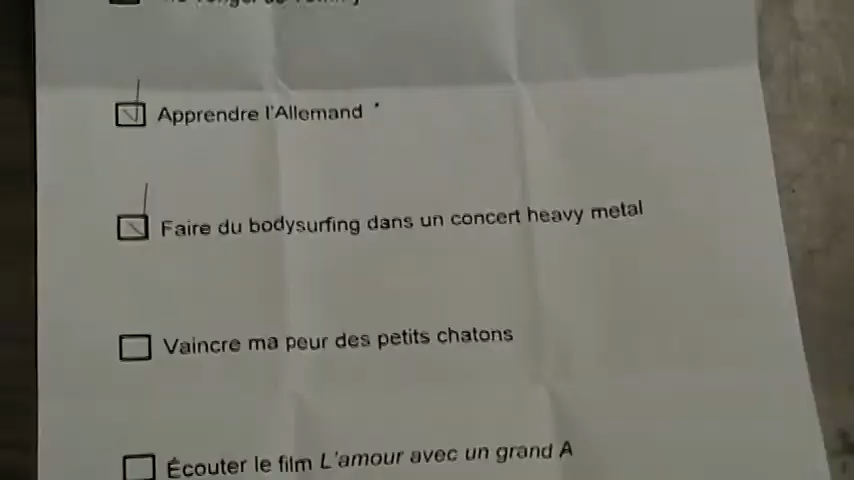 Apprendre l'Allemand
Faire du bodysurfing dans un concert heavy metal
Vaincre ma peur des petits chatons
Écouter le film L'amour avec un grand A